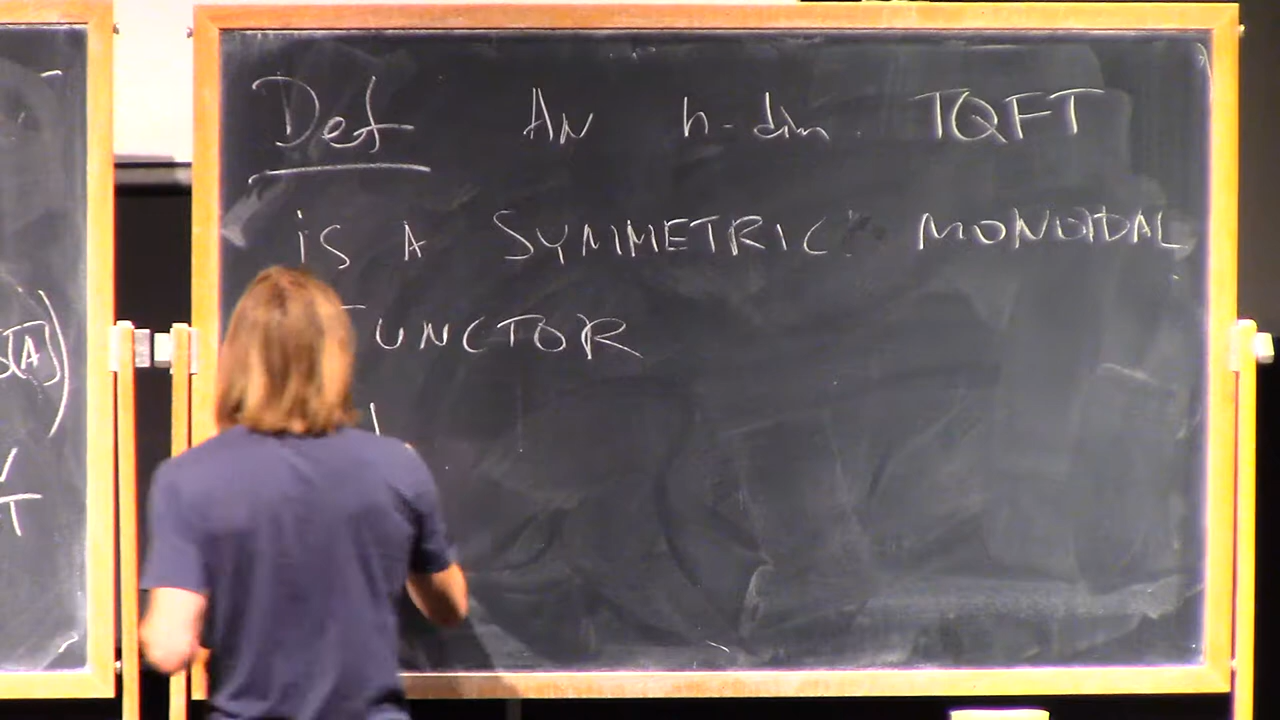 Def An n-dim. TQFT
is A SYMMETRIC MONOIDAL
FUNCTOR
[A])